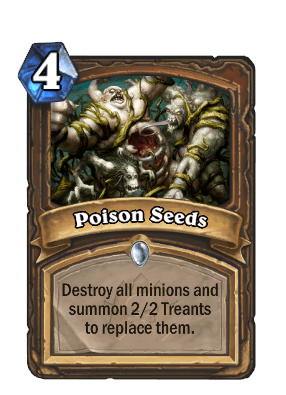 4
Poison Seeds
Destroy all minions and
summon 2/2 Treants
to replace them.